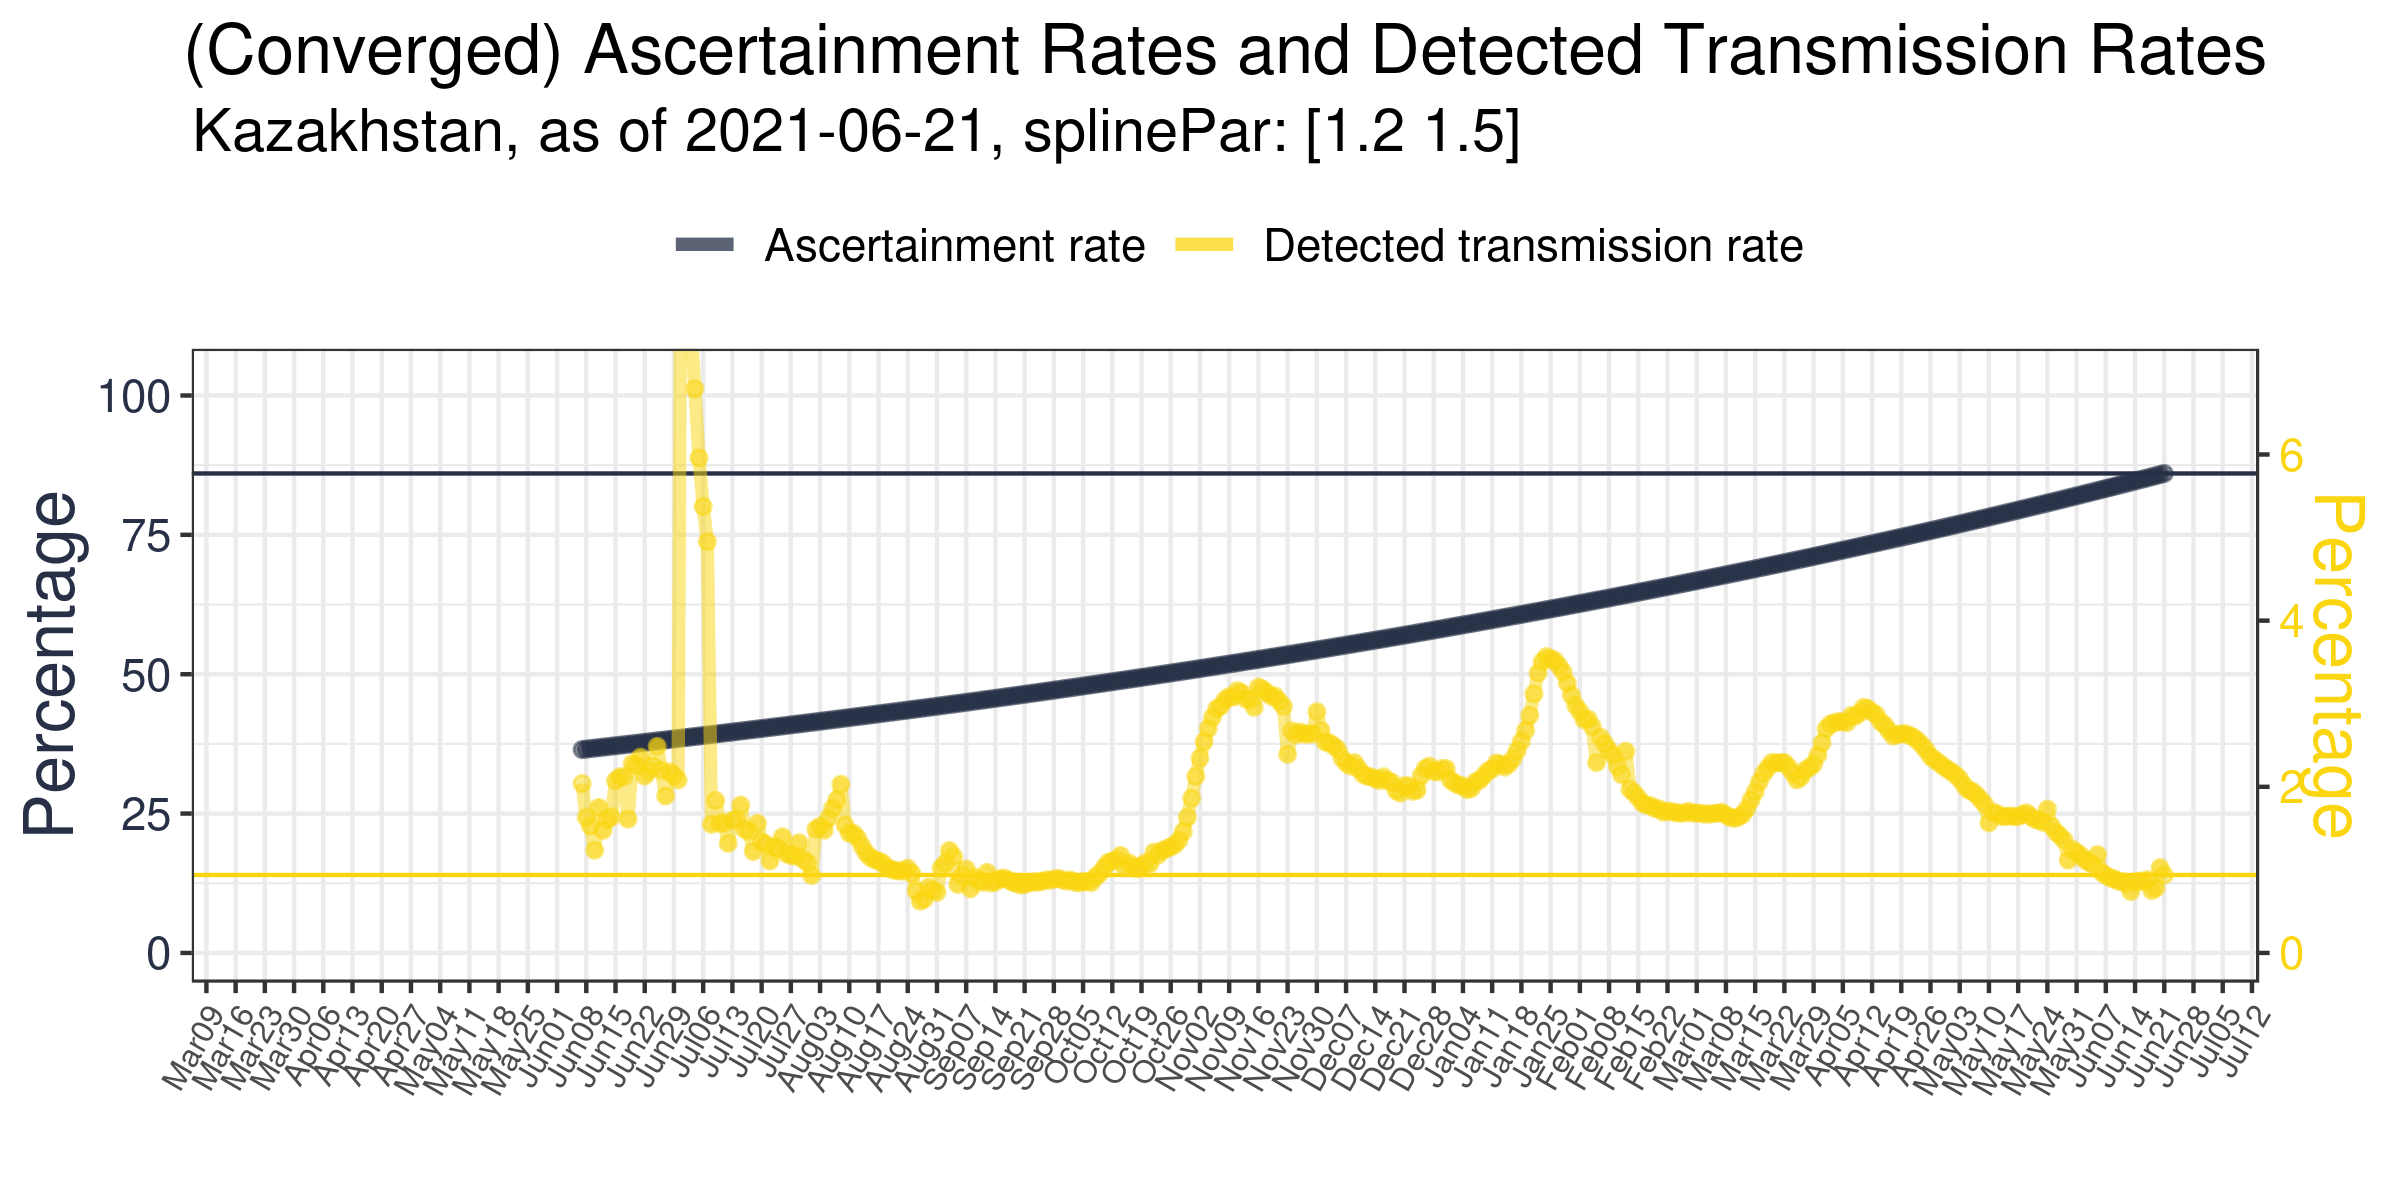 (Converged) Ascertainment Rates and Detected Transmission Rates
Kazakhstan, as of 2021-06-21, splinePar: [1.2 1.5]
Ascertainment rate
Detected transmission rate
Percentage
100
75
50
25
0
6
4
2
0
Percentage
Mar09
Mar16
Mar23
Mar30
Apr06
Apr13
Apr20
Apr27
May04
May11
May18
May25
Jun01
Jun08
Jun15
Jun22
Jun29
Jul06
Jul13
Jul20
Jul27
Aug03
Aug10
Aug17
Aug24
Aug31
Sep07
Sep14
Sep21
Sep28
Oct05
Oct12
Oct19
Oct26
Nov02
Nov09
Nov16
Nov23
Nov30
Dec07
Dec14
Dec21
Dec28
Jan04
Jan11
Jan18
Jan25
Feb01
Feb08
Feb15
Feb22
Mar01
Mar08
Mar15
Mar22
Mar29
Apr05
Apr12
Apr19
Apr26
May03
May10
May17
May24
May31
Jun07
Jun14
Jun21
Jun28
Jul05
Jul12